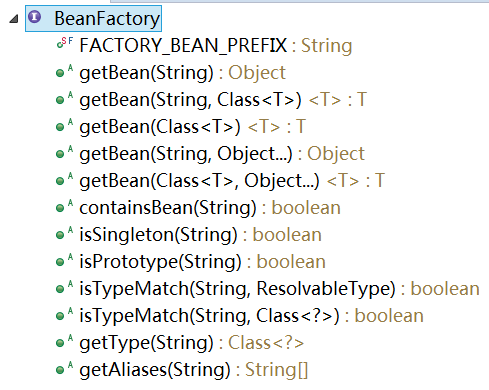 BeanFactory
FACTORY_BEAN_PREFIX : String
getBean(String) : Object
getBean(String, Class<T>) <T> : T
getBean(Class<T>) <T> : T
getBean(String, Object...) : Object
getBean(Class<T>, Object...) <T> : T
containsBean(String) : boolean
isSingleton(String) : boolean
isPrototype(String) : boolean
isTypeMatch(String, ResolvableType) : boolean
isTypeMatch(String, Class<?>) : boolean
getType(String) : Class<?>
getAliases(String) : String[]